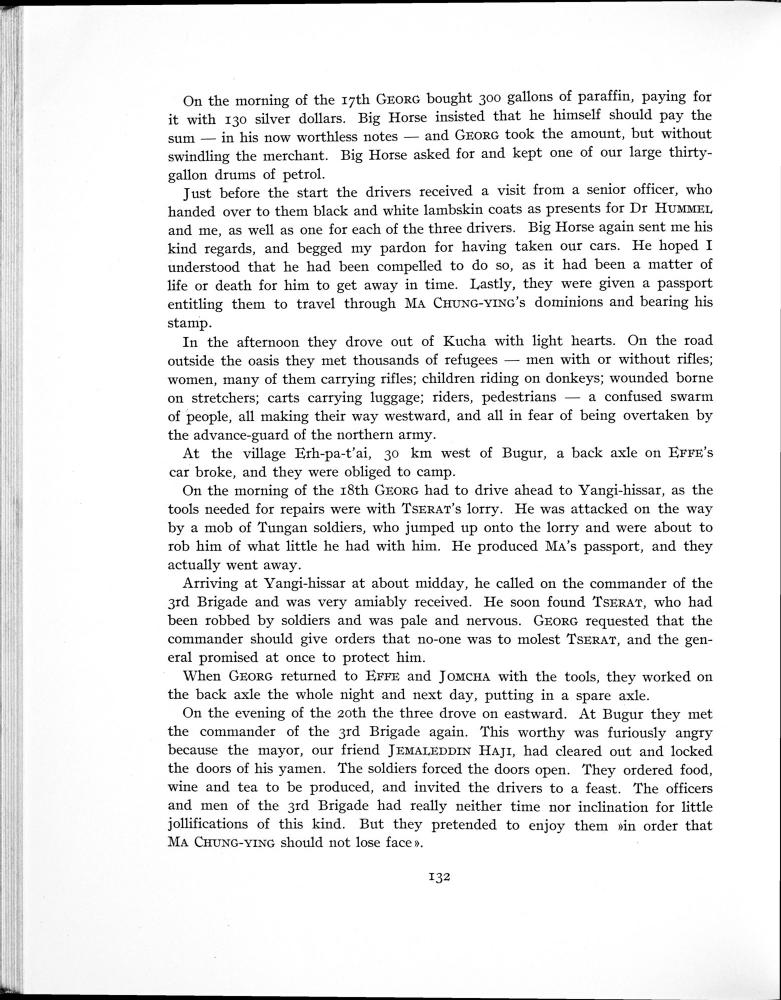 On the morning of the 17th GEORG bought 300 gallons of paraffin, paying for
it with 130 silver dollars. Big Horse insisted that he himself should pay the
sum — in his now worthless notes — and GEORG took the amount, but without
swindling the merchant. Big Horse asked for and kept one of our large thirty-
gallon drums of petrol.
Just before the start the drivers received a visit from a senior officer, who
handed over to them black and white lambskin coats as presents for Dr HUMMEL
and me, as well as one for each of the three drivers. Big Horse again sent me his
kind regards, and begged my pardon for having taken our cars. He hoped I
understood that he had been compelled to do so, as it had been a matter of
life or death for him to get away in time. Lastly, they were given a passport
entitling them to travel through MA CHUNG-YING's dominions and bearing his
stamp.
In the afternoon they drove out of Kucha with light hearts. On the road
outside the oasis they met thousands of refugees — men with or without rifles;
women, many of them carrying rifles; children riding on donkeys; wounded borne
on stretchers; carts carrying luggage; riders, pedestrians — a confused swarm
of people, all making their way westward, and all in fear of being overtaken by
the advance-guard of the northern army.
At the village Erh-pa-t'ai, 30 km west of Bugur, a back axle on EFFE's
car broke, and they were obliged to camp.
On the morning of the 18th GEORG had to drive ahead to Yangi-hissar, as the
tools needed for repairs were with TSERAT's lorry. He was attacked on the way
by a mob of Tungan soldiers, who jumped up onto the lorry and were about to
rob him of what little he had with him. He produced MA's passport, and they
actually went away.
Arriving at Yangi-hissar at about midday, he called on the commander of the
3rd Brigade and was very amiably received. He soon found TSERAT, who had
been robbed by soldiers and was pale and nervous. GEORG requested that the
commander should give orders that no-one was to molest TSERAT, and the gen-
eral promised at once to protect him.
When GEORG returned to EFFE and JOMCHA with the tools, they worked on
the back axle the whole night and next day, putting in a spare axle.
On the evening of the 20th the three drove on eastward. At Bugur they met
the commander of the 3rd Brigade again. This worthy was furiously angry
because the mayor, our friend JEMALEDDIN HAJI, had cleared out and locked
the doors of his yamen. The soldiers forced the doors open. They ordered food,
wine and tea to be produced, and invited the drivers to a feast. The officers
and men of the 3rd Brigade had really neither time nor inclination for little
jollifications of this kind. But they pretended to enjoy them »in order that
MA CHUNG-YING should not lose face».
132